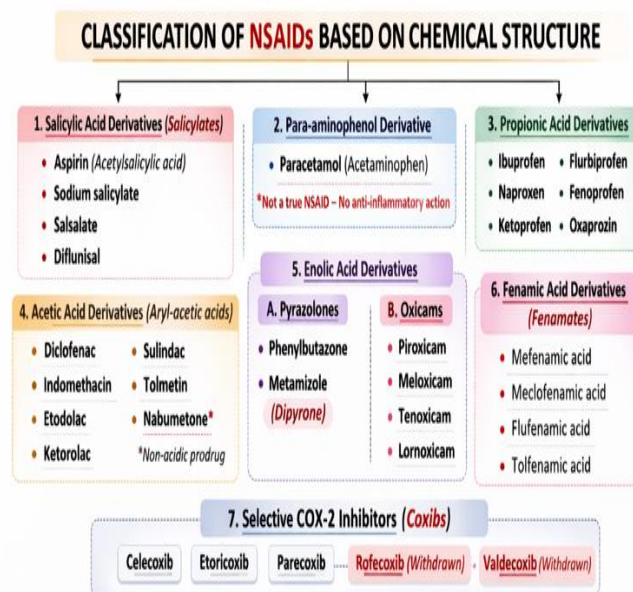 CLASSIFICATION OF NSAIDs BASED ON CHEMICAL STRUCTURE
1. Salicylic Acid Derivatives (Salicylates)
• Aspirin (Acetylsalicylic acid)
• Sodium salicylate
• Salsalate
• Diflunisal
2. Para-aminophenol Derivative
• Paracetamol (Acetaminophen)
*Not a true NSAID – No anti-inflammatory action
3. Propionic Acid Derivatives
• Ibuprofen • Flurbiprofen
• Naproxen • Fenoprofen
• Ketoprofen • Oxaprozin
4. Acetic Acid Derivatives (Aryl-acetic acids)
• Diclofenac • Sulindac
• Indomethacin • Tolmetin
• Etodolac • Nabumetone*
• Ketorolac *Non-acidic prodrug
5. Enolic Acid Derivatives
A. Pyrazolones
• Phenylbutazone
• Metamizole
(Dipyrone)
B. Oxicams
• Piroxicam
• Meloxicam
• Tenoxicam
• Lornoxicam
6. Fenamic Acid Derivatives
(Fenamates)
• Mefenamic acid
• Meclofenamic acid
• Flufenamic acid
• Tolfenamic acid
7. Selective COX-2 Inhibitors (Coxibs)
Celecoxib Etoricoxib Parecoxib Rofecoxib (Withdrawn) Valdecoxib (Withdrawn)